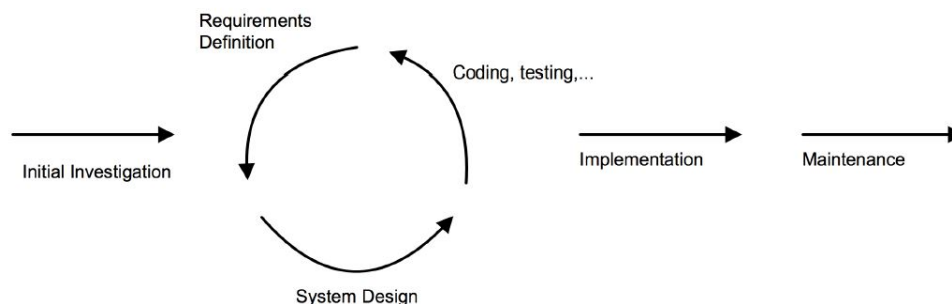 Requirements
Definition
Coding, testing,...
Initial Investigation
Implementation
Maintenance
System Design